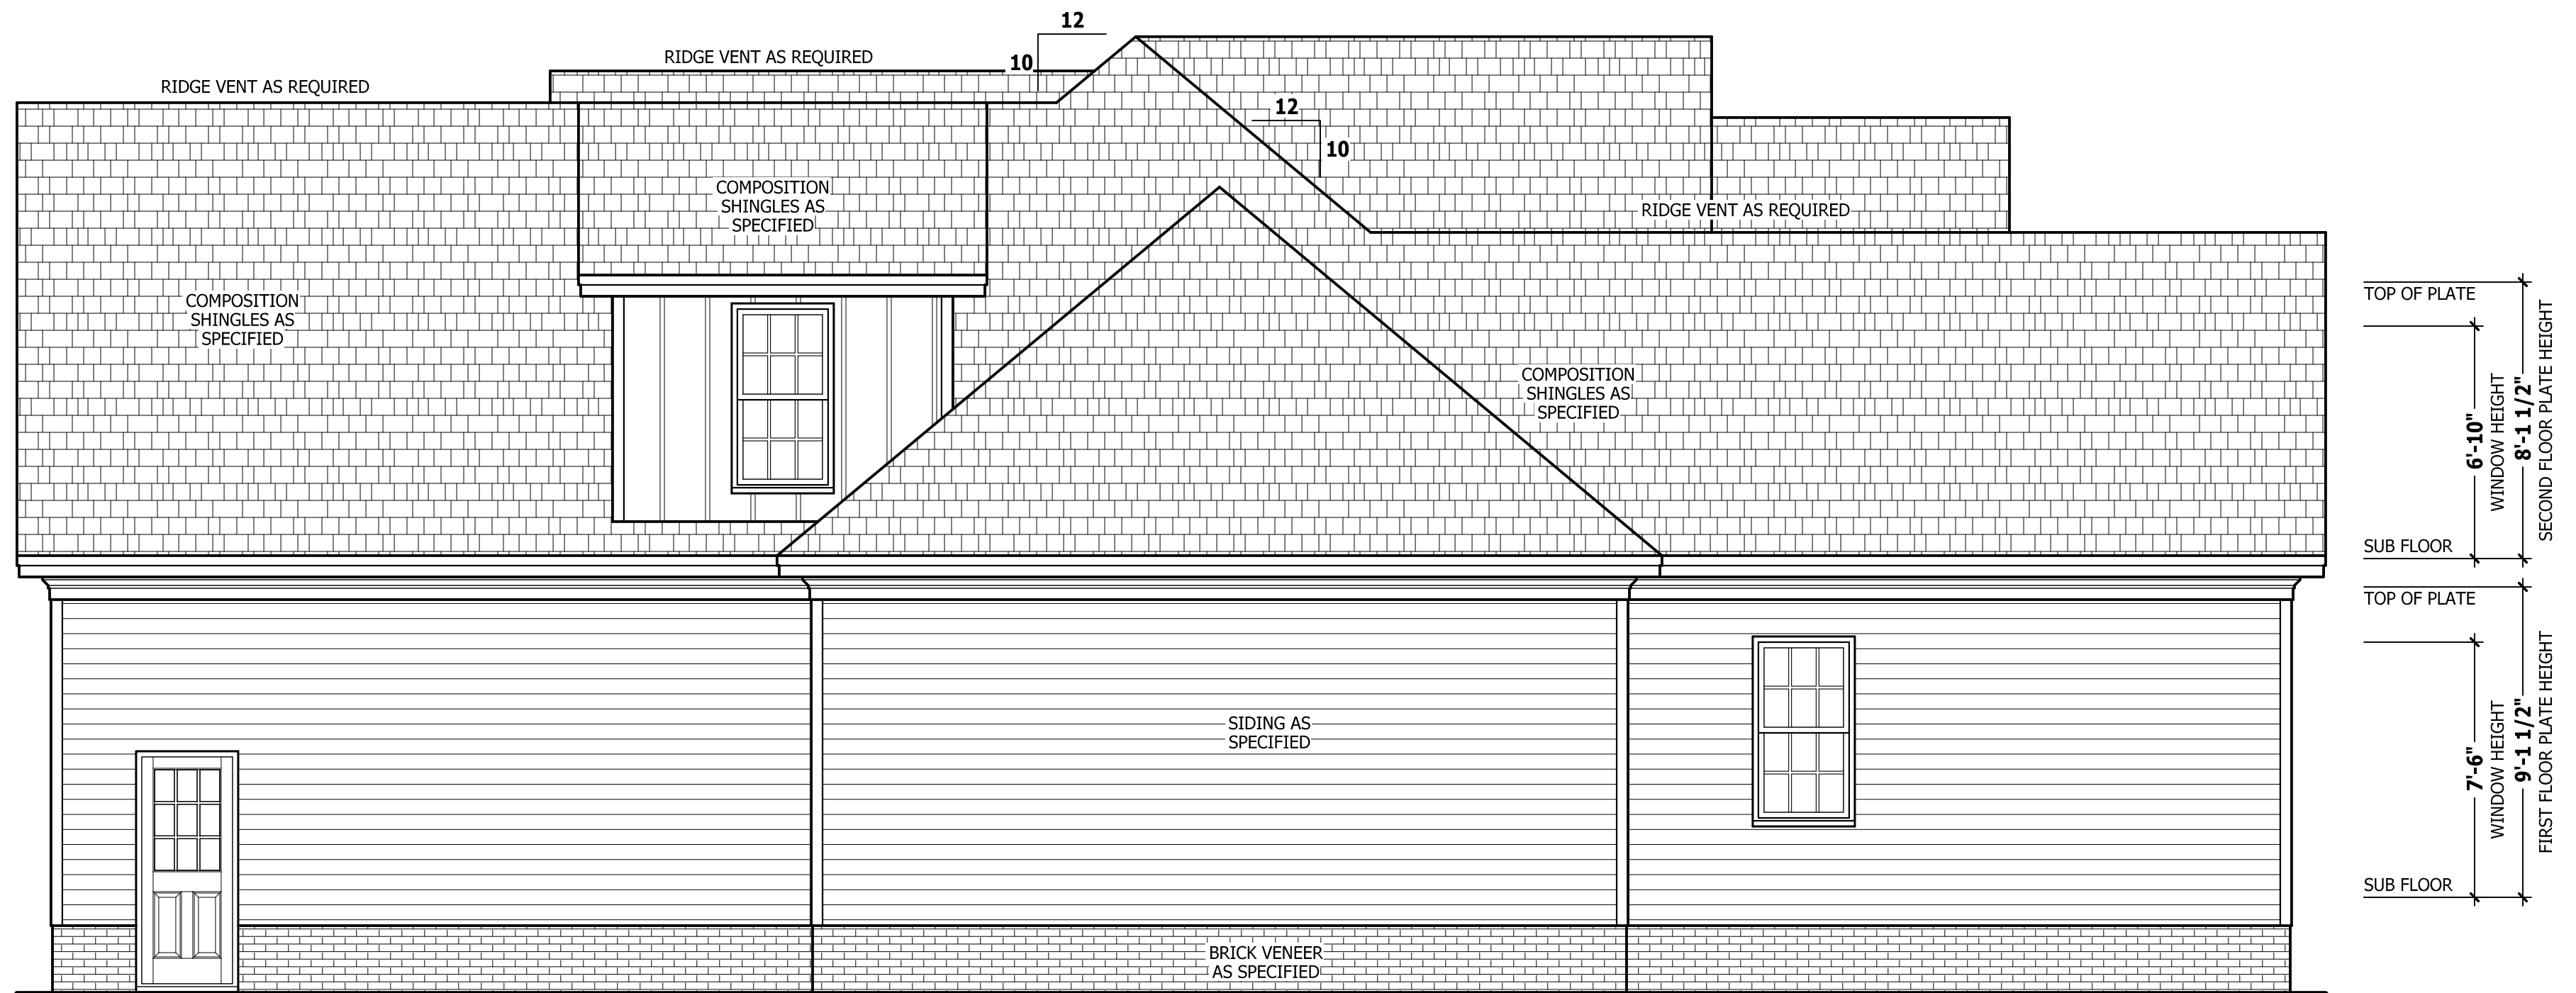 12
RIDGE VENT AS REQUIRED
10
RIDGE VENT AS REQUIRED
12
10
COMPOSITION
SHINGLES AS
SPECIFIED
RIDGE VENT AS REQUIRED
COMPOSITION
SHINGLES AS
SPECIFIED
COMPOSITION
SHINGLES AS
SPECIFIED
TOP OF PLATE
6'-10"
WINDOW HEIGHT
8'-1 1/2"
SECOND FLOOR PLATE HEIGHT
SUB FLOOR
TOP OF PLATE
7'-6"
WINDOW HEIGHT
9'-1 1/2"
FIRST FLOOR PLATE HEIGHT
SUB FLOOR
SIDING AS
SPECIFIED
BRICK VENEER
AS SPECIFIED